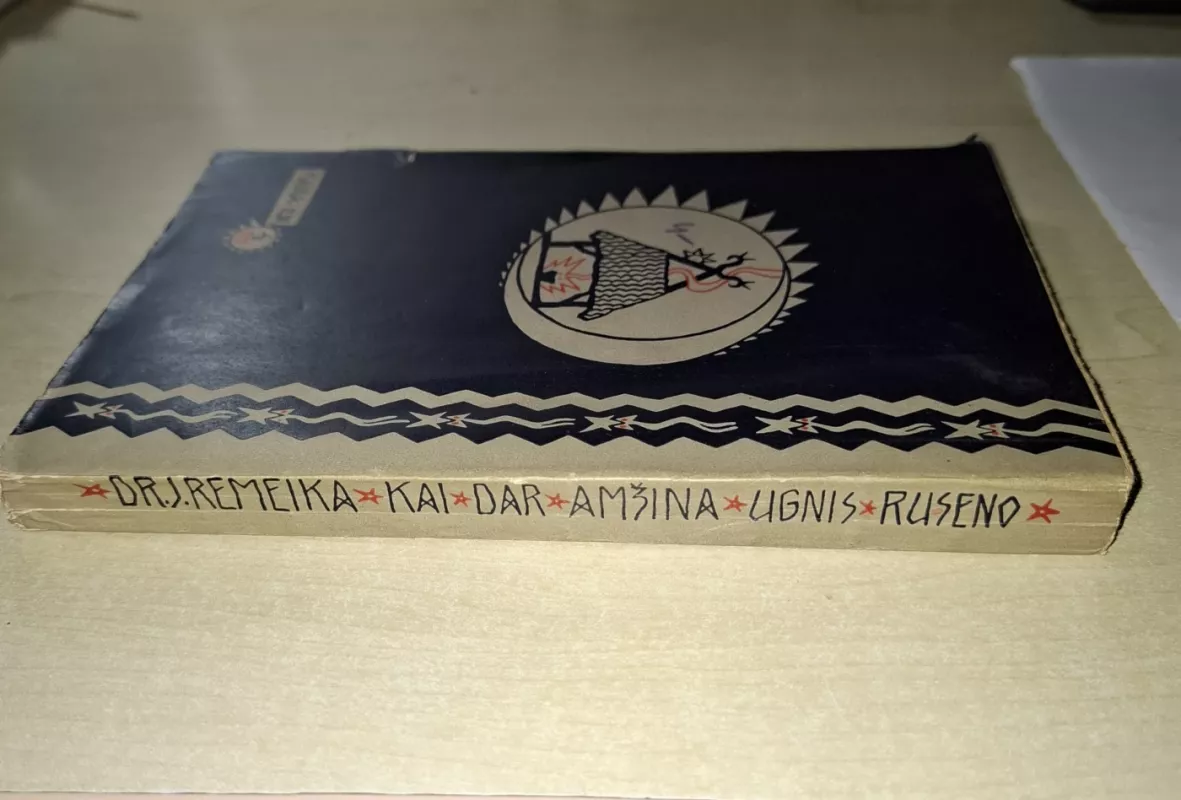 ★ DR.J.REMEIKA ★ KAI ★ DAR ★ AMŽINA ★ UGNIS ★ RUSENO ★